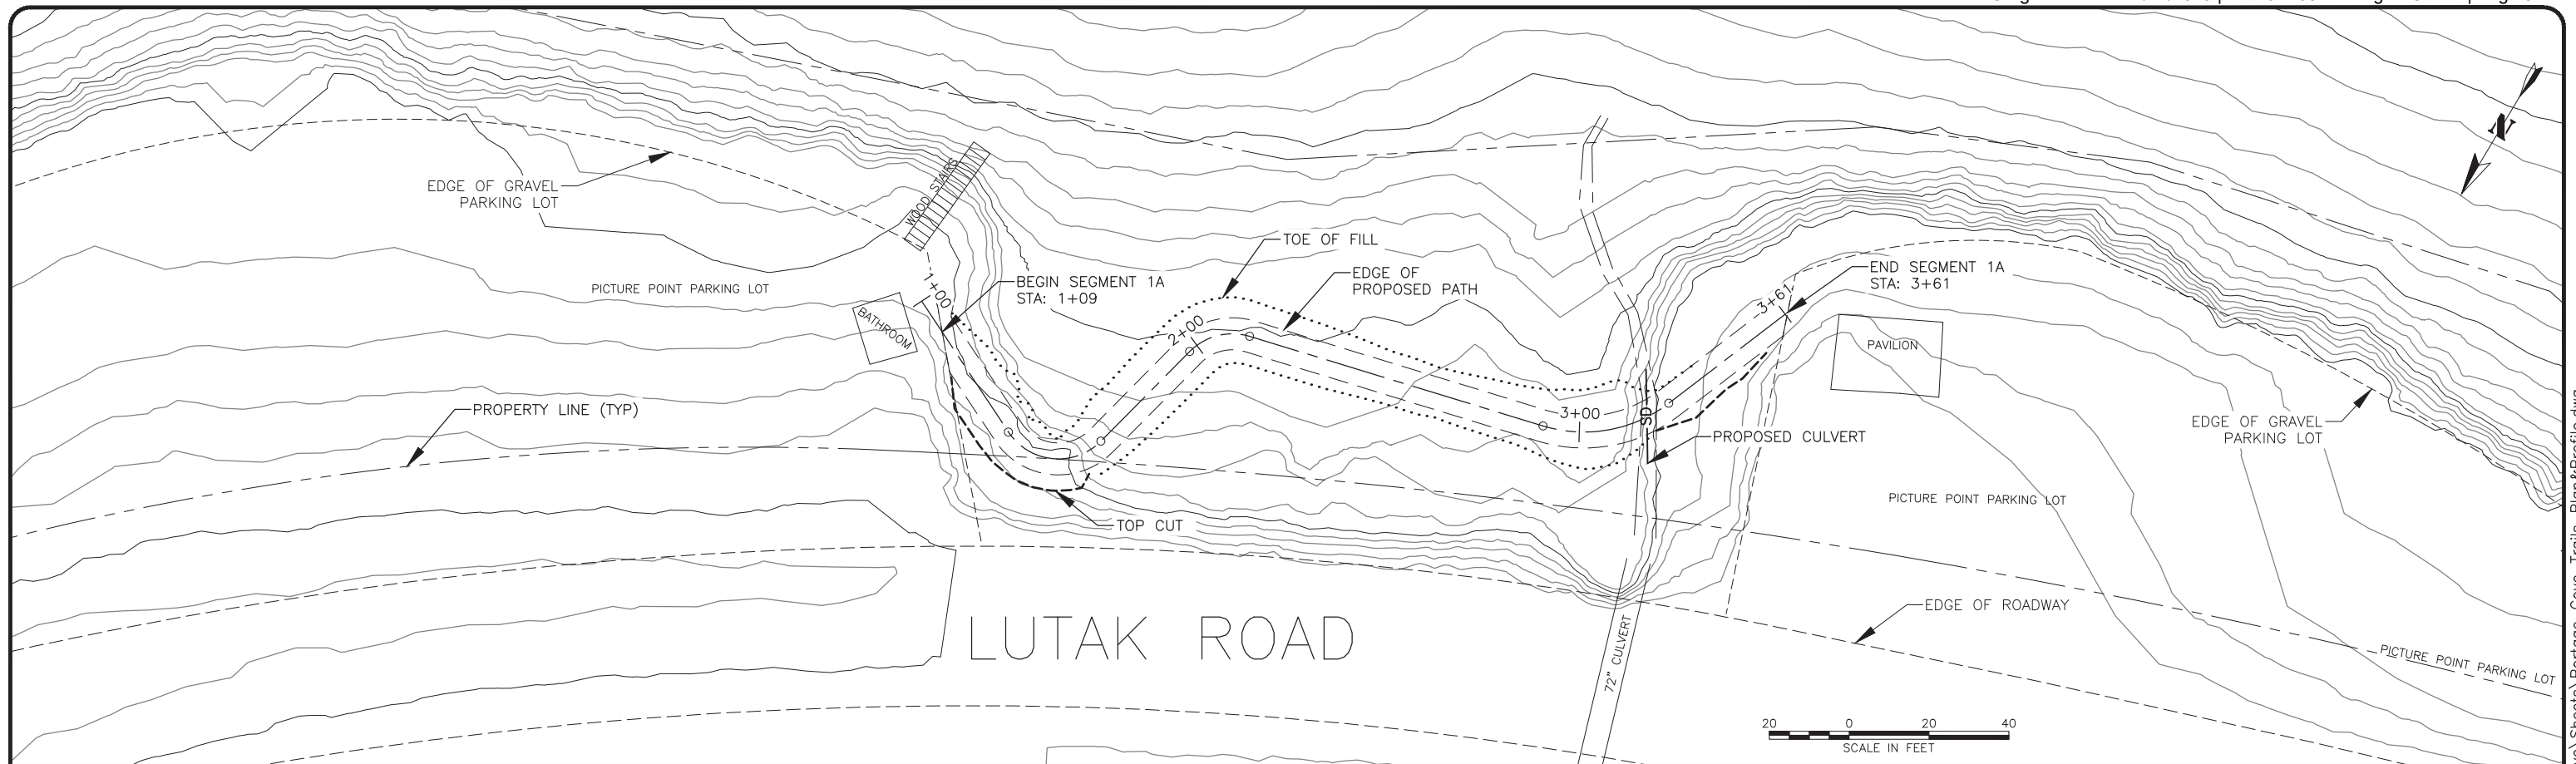 N
WOOD STAIRS
EDGE OF GRAVEL
PARKING LOT
TOE OF FILL
EDGE OF
PROPOSED PATH
BEGIN SEGMENT 1A
STA: 1+09
END SEGMENT 1A
STA: 3+61
1+00
PICTURE POINT PARKING LOT
3+61
BATHROOM
2+00
PAVILION
PROPERTY LINE (TYP)
3+00
SD
PROPOSED CULVERT
EDGE OF GRAVEL
PARKING LOT
PICTURE POINT PARKING LOT
TOP CUT
EDGE OF ROADWAY
LUTAK ROAD
72" CULVERT
PICTURE POINT PARKING LOT
20 0 20 40
SCALE IN FEET